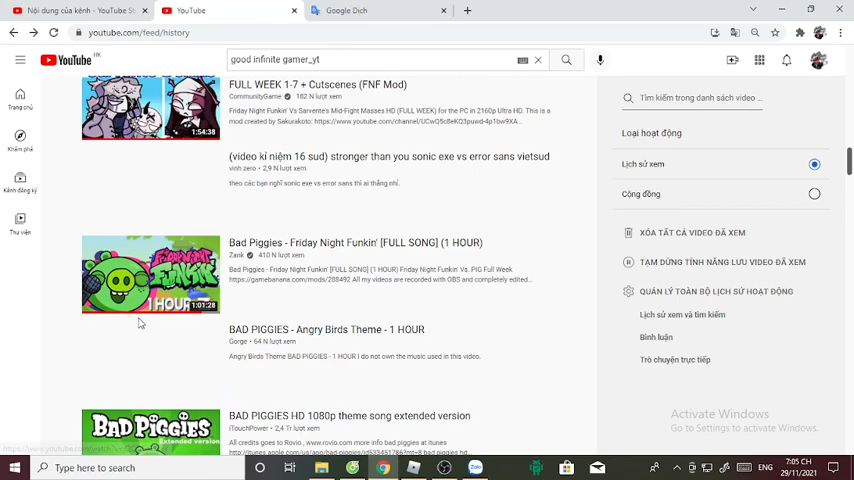 Nội dung của kênh - YouTube St
YouTube
Google Dịch
youtube.com/feed/history
YouTube HK
good infinite gamer_yt
Trang chủ
Khám phá
Kênh đăng ký
Thư viện
1:54:38
FULL WEEK 1-7 + Cutscenes (FNF Mod)
CommunityGame 182 N lượt xem
Friday Night Funkin' Vs Sarvente's Mid-Fight Masses HD (FULL WEEK) for the PC in 2160p Ultra HD. This is a
mod created by Sakurakoto: https://www.youtube.com/channel/UCwQ5c8eKQ3puwd-4p1br9XA...
(video kỉ niệm 16 sud) stronger than you sonic exe vs error sans vietsud
vinh zero • 2,9 N lượt xem
theo các bạn nghĩ sonic exe vs error sans thì ai thắng nhỉ.
FRIDAY NIGHT
FUNKIN
1 HOUR
1:01:28
Bad Piggies - Friday Night Funkin' [FULL SONG] (1 HOUR)
Zank 410 N lượt xem
Bad Piggies - Friday Night Funkin' [FULL SONG] (1 HOUR) Friday Night Funkin' Vs. PIG Full Week
https://gamebanana.com/mods/288492 All my videos are recorded with OBS and completely edited...
BAD PIGGIES - Angry Birds Theme - 1 HOUR
Gorge • 64 N lượt xem
Angry Birds Theme BAD PIGGIES - 1 HOUR I do not own the music used in this video.
BAD PIGGIES
Extended version
BAD PIGGIES HD 1080p theme song extended version
iTouchPower • 2,4 Tr lượt xem
All credits goes to Rovio , www.rovio.com more info bad piggies at itunes
Tìm kiếm trong danh sách video ...
Loại hoạt động
Lịch sử xem
Cộng đồng
XÓA TẤT CẢ VIDEO ĐÃ XEM
TẠM DỪNG TÍNH NĂNG LƯU VIDEO ĐÃ XEM
QUẢN LÝ TOÀN BỘ LỊCH SỬ HOẠT ĐỘNG
Lịch sử xem và tìm kiếm
Bình luận
Trò chuyện trực tiếp
Activate Windows
Go to Settings to activate Windows.
Type here to search
Zalo
ENG
7:05 CH
29/11/2021